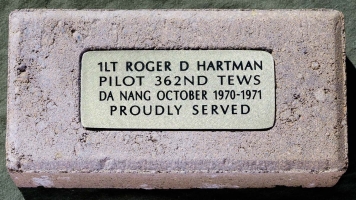 1LT ROGER D HARTMAN
PILOT 362ND TEWS
DA NANG OCTOBER 1970-1971
PROUDLY SERVED